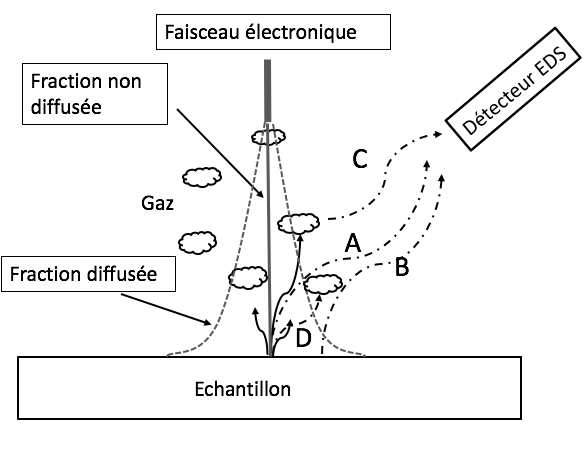 Faisceau électronique
Fraction non
diffusée
Détecteur EDS
C
Gaz
A
B
Fraction diffusée
D
Echantillon